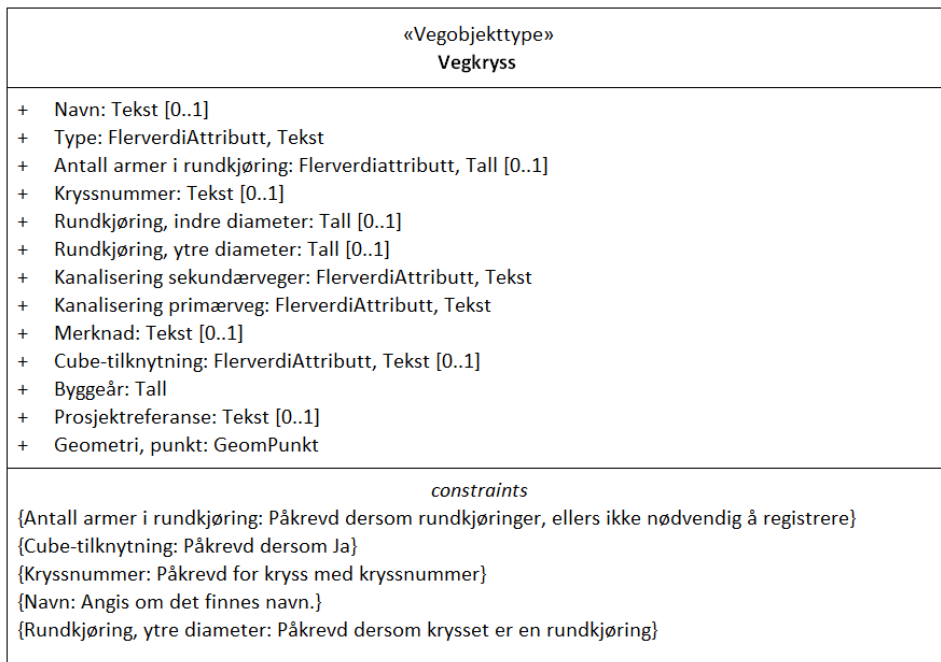 «Vegobjekttype»
Vegkryss
+ Navn: Tekst [0..1]
+ Type: FlerverdiAttributt, Tekst
+ Antall armer i rundkjøring: Flerverdiattributt, Tall [0..1]
+ Kryssnummer: Tekst [0..1]
+ Rundkjøring, indre diameter: Tall [0..1]
+ Rundkjøring, ytre diameter: Tall [0..1]
+ Kanalisering sekundærveger: FlerverdiAttributt, Tekst
+ Kanalisering primærveg: FlerverdiAttributt, Tekst
+ Merknad: Tekst [0..1]
+ Cube-tilknytning: FlerverdiAttributt, Tekst [0..1]
+ Byggeår: Tall
+ Prosjektreferanse: Tekst [0..1]
+ Geometri, punkt: GeomPunkt
constraints
{Antall armer i rundkjøring: Påkrevd dersom rundkjøringer, ellers ikke nødvendig å registrere}
{Cube-tilknytning: Påkrevd dersom Ja}
{Kryssnummer: Påkrevd for kryss med kryssnummer}
{Navn: Angis om det finnes navn.}
{Rundkjøring, ytre diameter: Påkrevd dersom krysset er en rundkjøring}